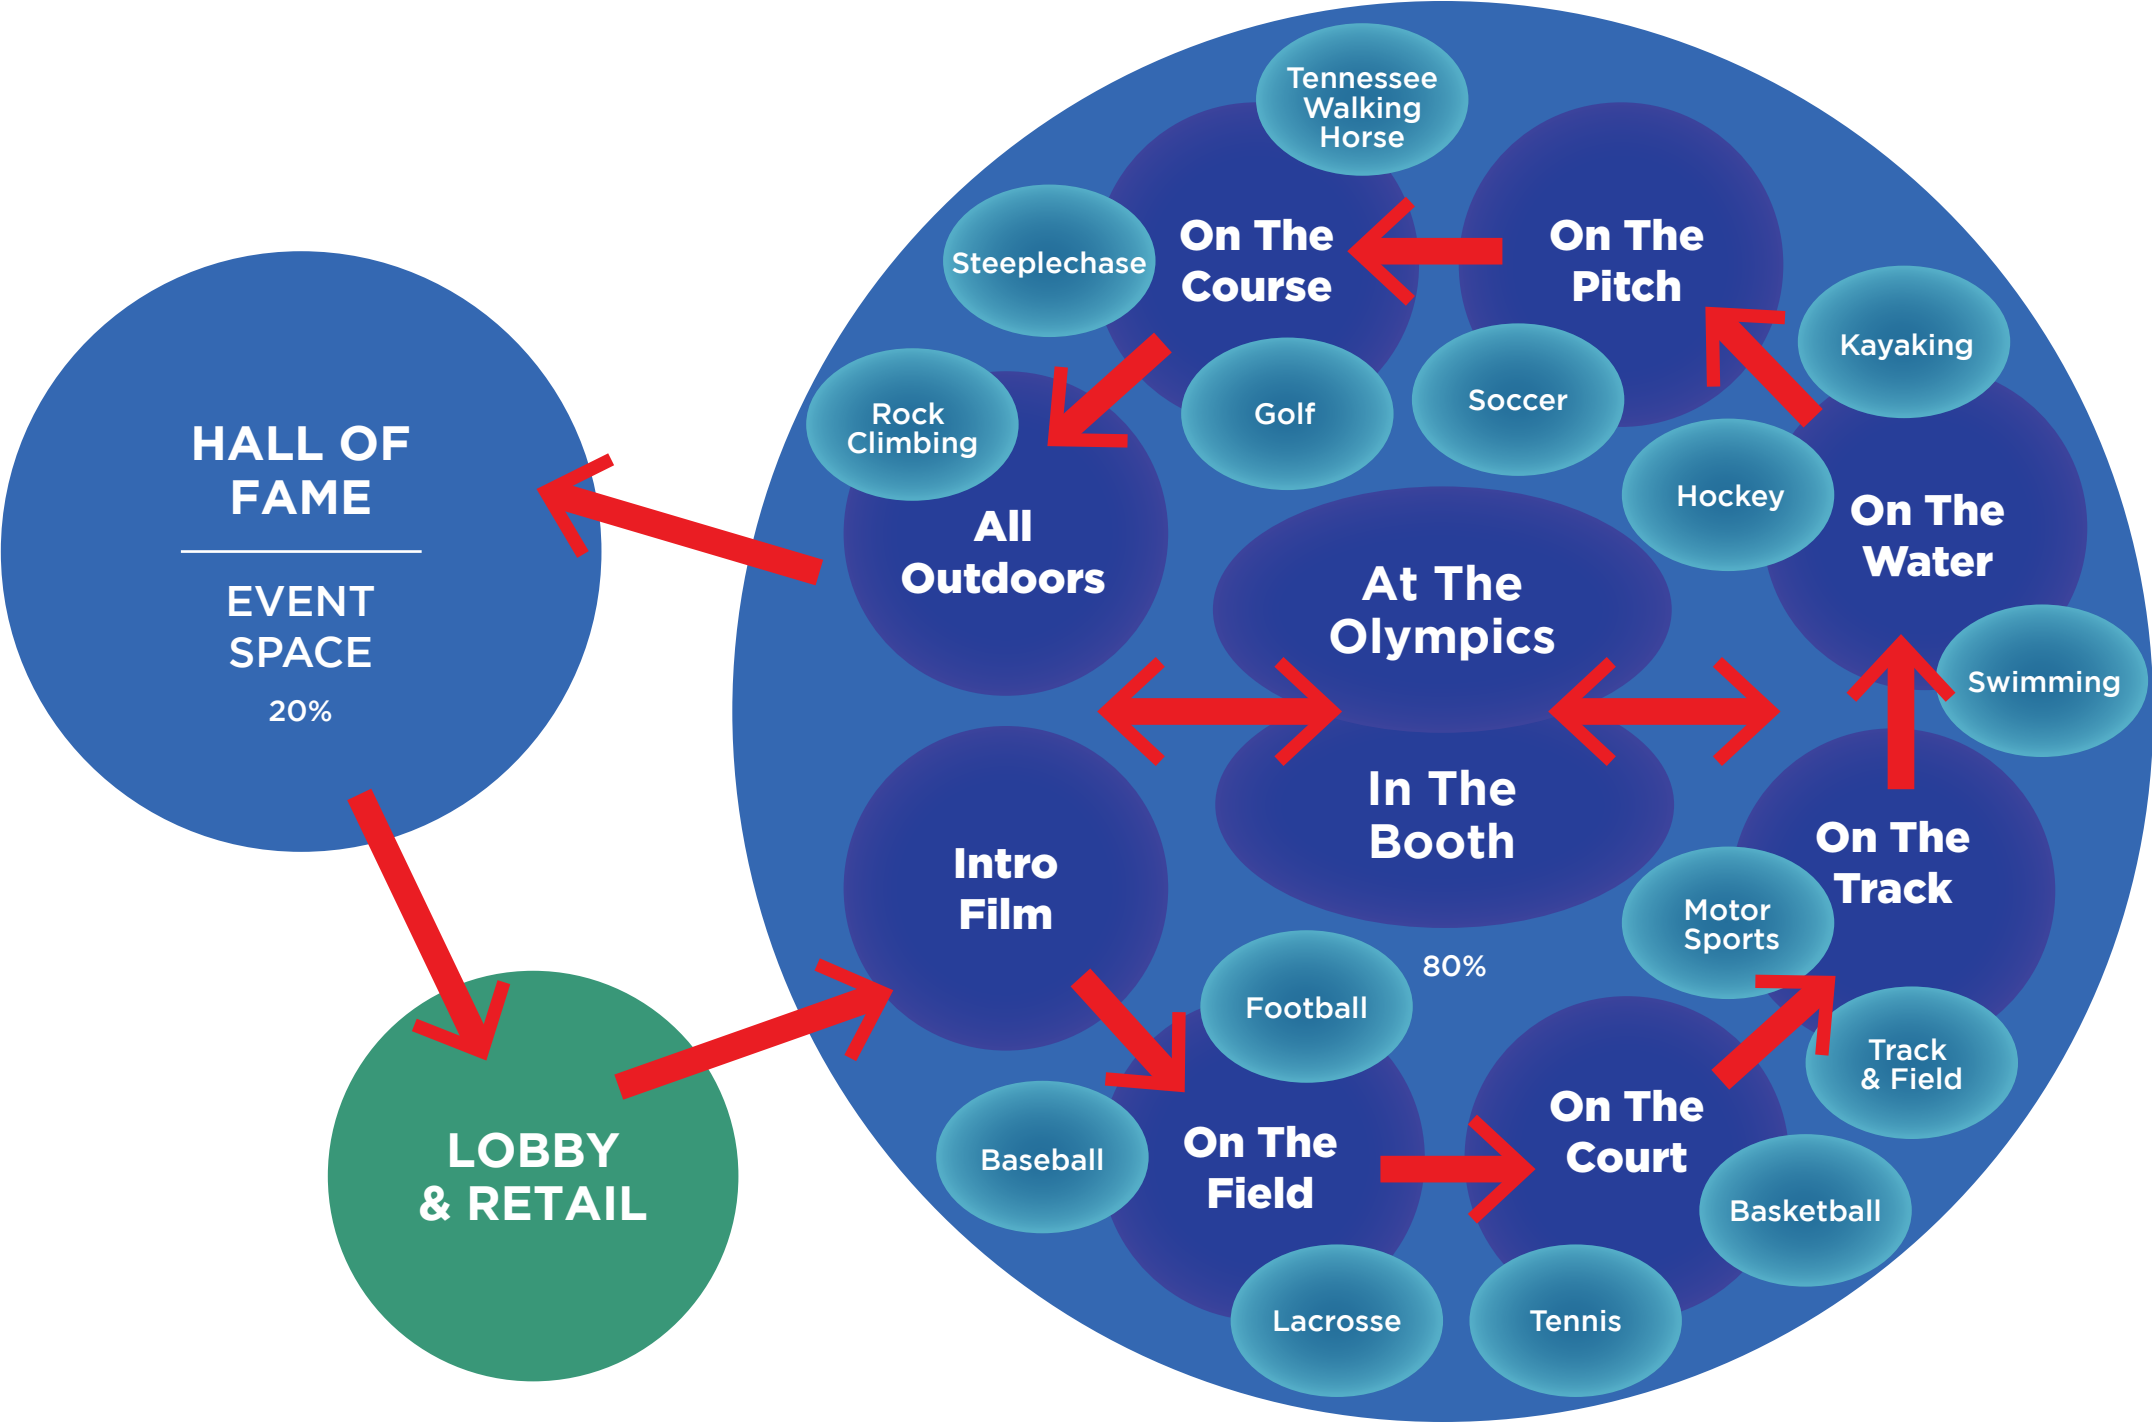 HALL OF
FAME
EVENT
SPACE
20%
LOBBY
& RETAIL
Intro
Film
Baseball
Football
On The
Field
Lacrosse
On The
Court
Tennis
Basketball
On The
Track
Motor
Sports
Track
& Field
On The
Water
Swimming
Hockey
Kayaking
On The
Pitch
Soccer
On The
Course
Tennessee
Walking
Horse
Steeplechase
Golf
All
Outdoors
Rock
Climbing
At The
Olympics
In The
Booth
80%